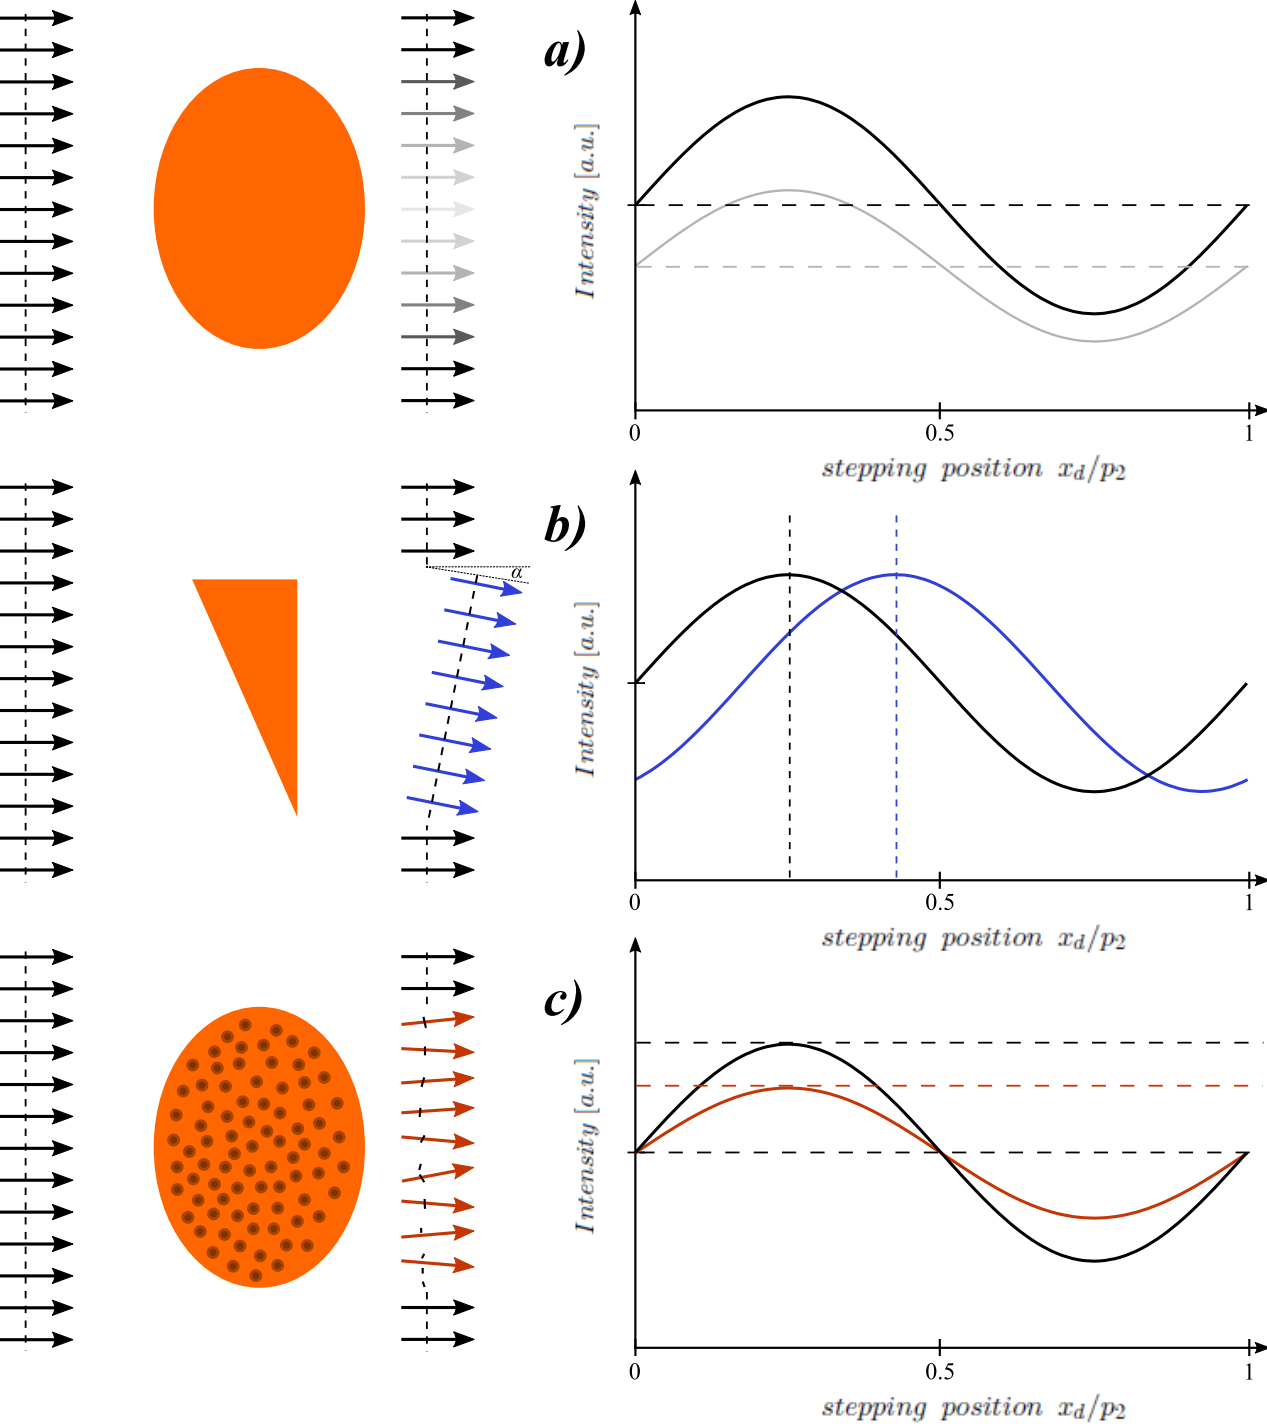 a)
Intensity [a.u.]
0 0.5 1
stepping position x_d/p_2
b)
α
Intensity [a.u.]
0 0.5 1
stepping position x_d/p_2
c)
Intensity [a.u.]
0 0.5 1
stepping position x_d/p_2